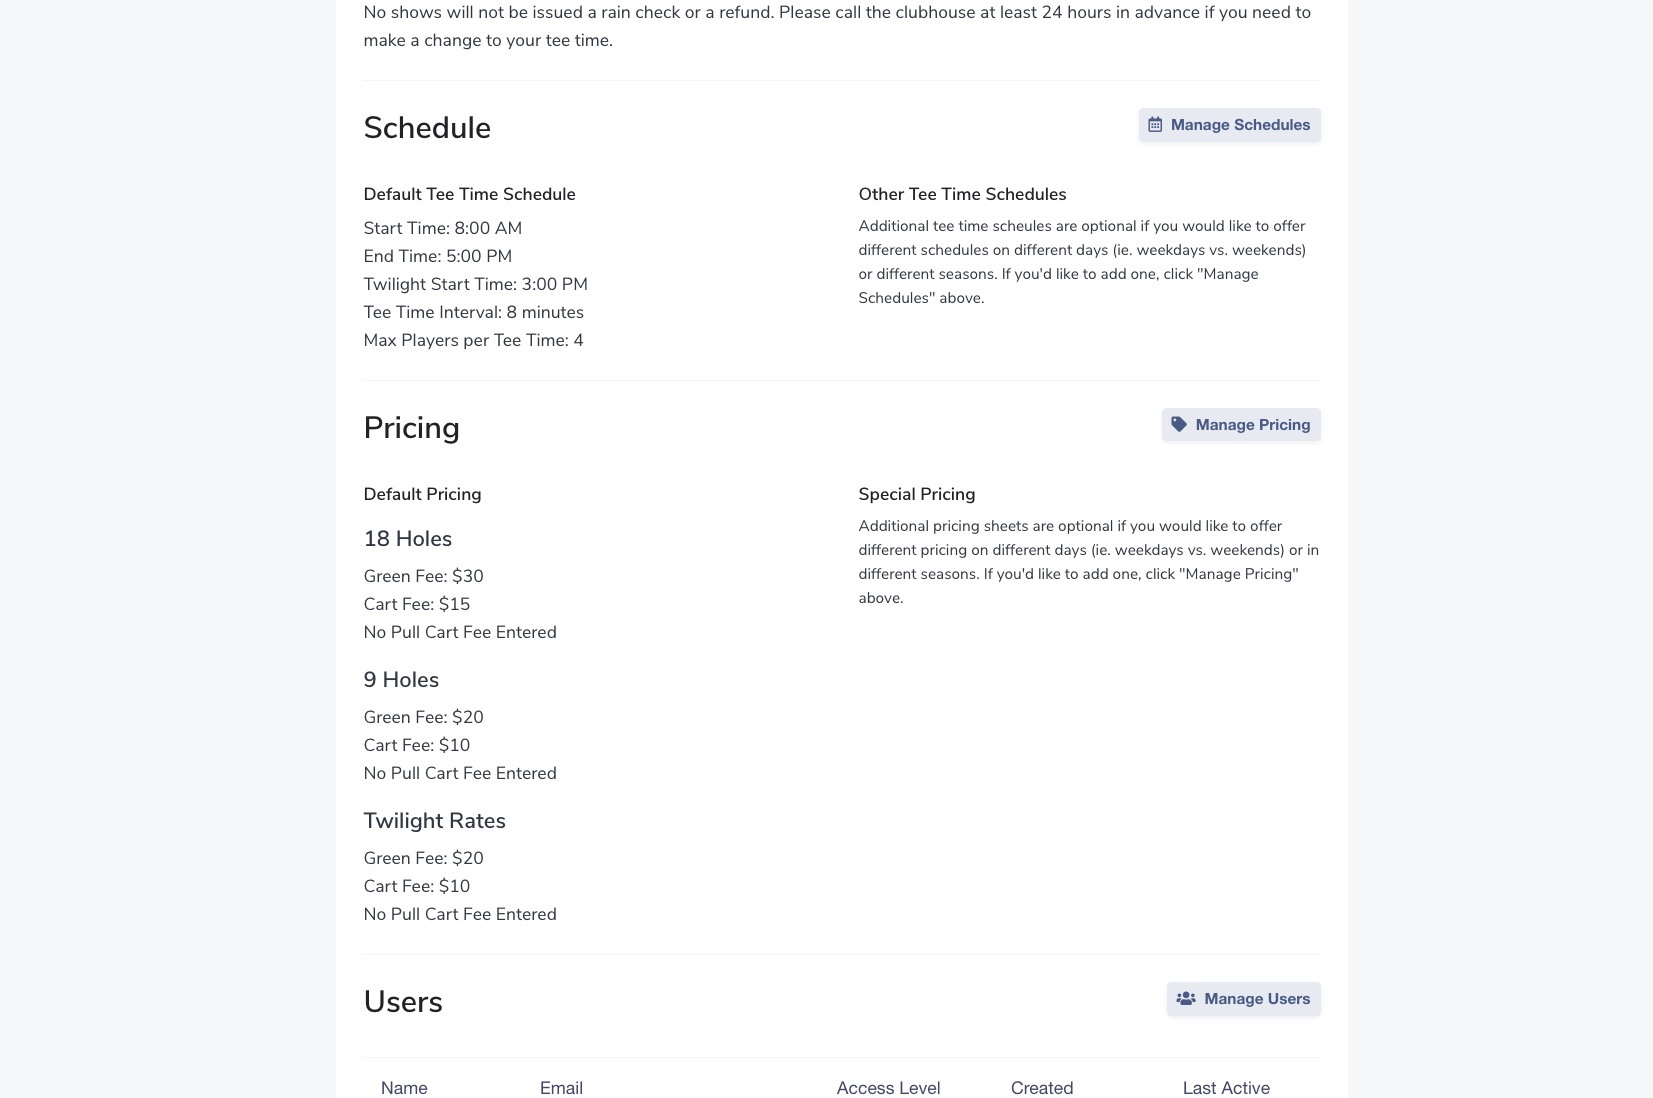 No shows will not be issued a rain check or a refund. Please call the clubhouse at least 24 hours in advance if you need to
make a change to your tee time.
Schedule
Manage Schedules
Default Tee Time Schedule
Start Time: 8:00 AM
End Time: 5:00 PM
Twilight Start Time: 3:00 PM
Tee Time Interval: 8 minutes
Max Players per Tee Time: 4
Other Tee Time Schedules
Additional tee time scheules are optional if you would like to offer
different schedules on different days (ie. weekdays vs. weekends)
or different seasons. If you'd like to add one, click "Manage
Schedules" above.
Pricing
Manage Pricing
Default Pricing
18 Holes
Green Fee: $30
Cart Fee: $15
No Pull Cart Fee Entered
9 Holes
Green Fee: $20
Cart Fee: $10
No Pull Cart Fee Entered
Twilight Rates
Green Fee: $20
Cart Fee: $10
No Pull Cart Fee Entered
Special Pricing
Additional pricing sheets are optional if you would like to offer
different pricing on different days (ie. weekdays vs. weekends) or in
different seasons. If you'd like to add one, click "Manage Pricing"
above.
Users
Manage Users
Name Email Access Level Created Last Active